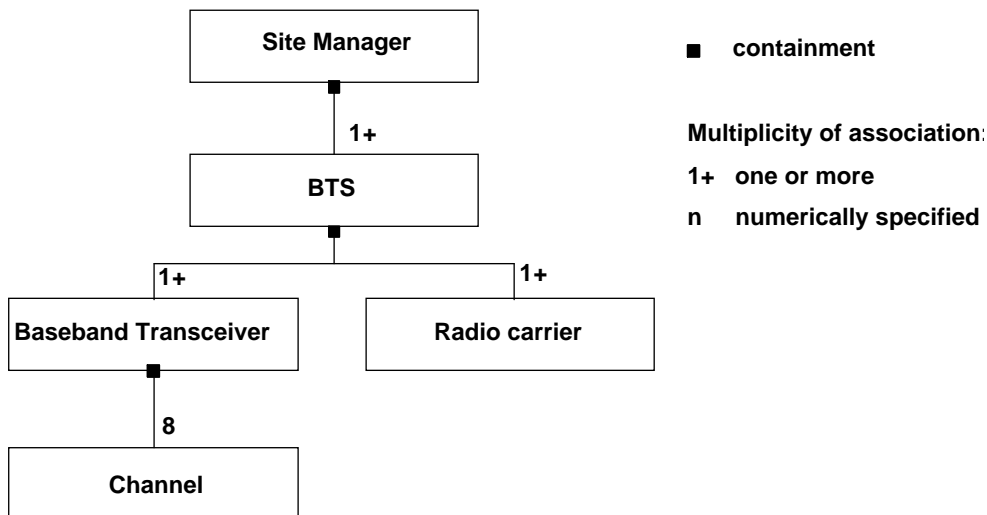 Site Manager
containment
1+
Multiplicity of association:
1+ one or more
BTS
n numerically specified
1+
1+
Baseband Transceiver
Radio carrier
8
Channel